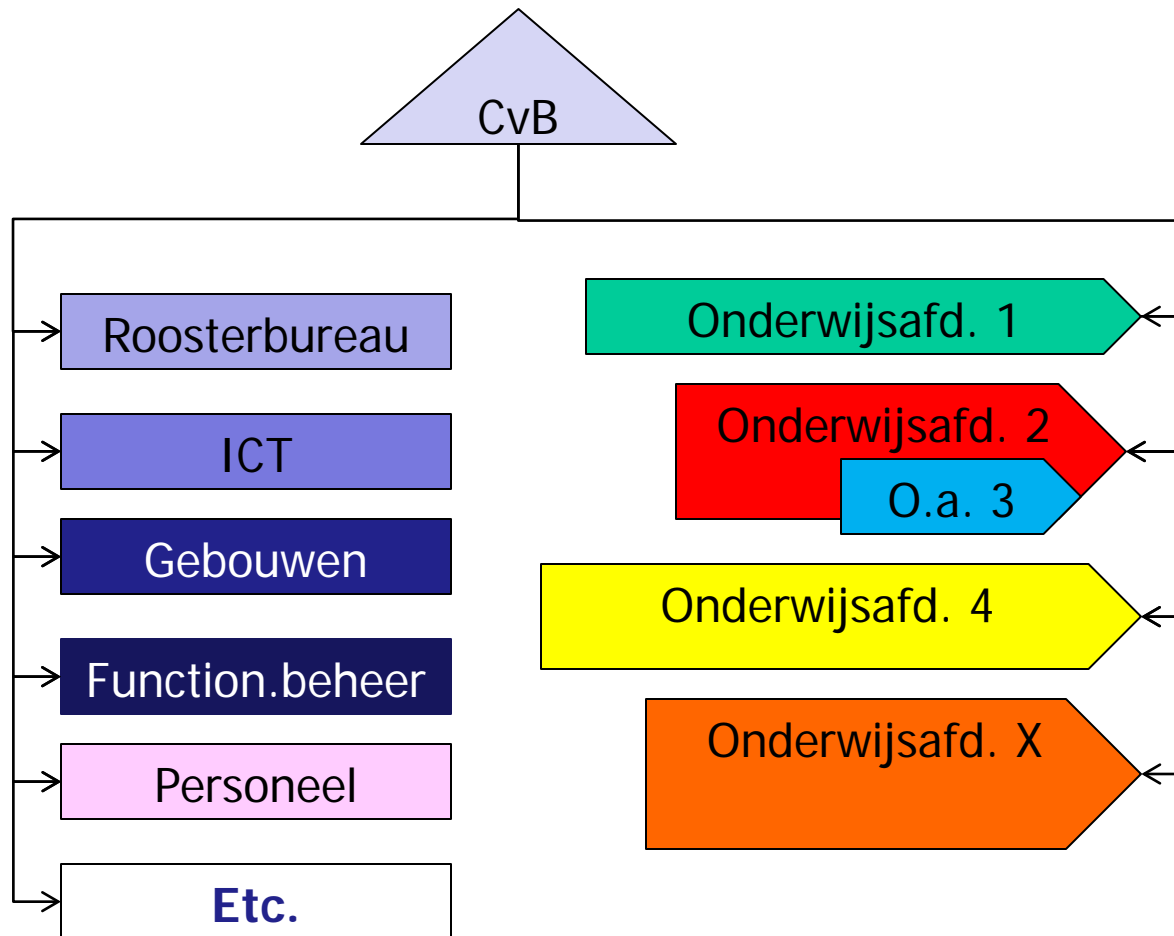 CvB
Roosterbureau
ICT
Gebouwen
Function.beheer
Personeel
Etc.
Onderwijsafd. 1
Onderwijsafd. 2
O.a. 3
Onderwijsafd. 4
Onderwijsafd. X